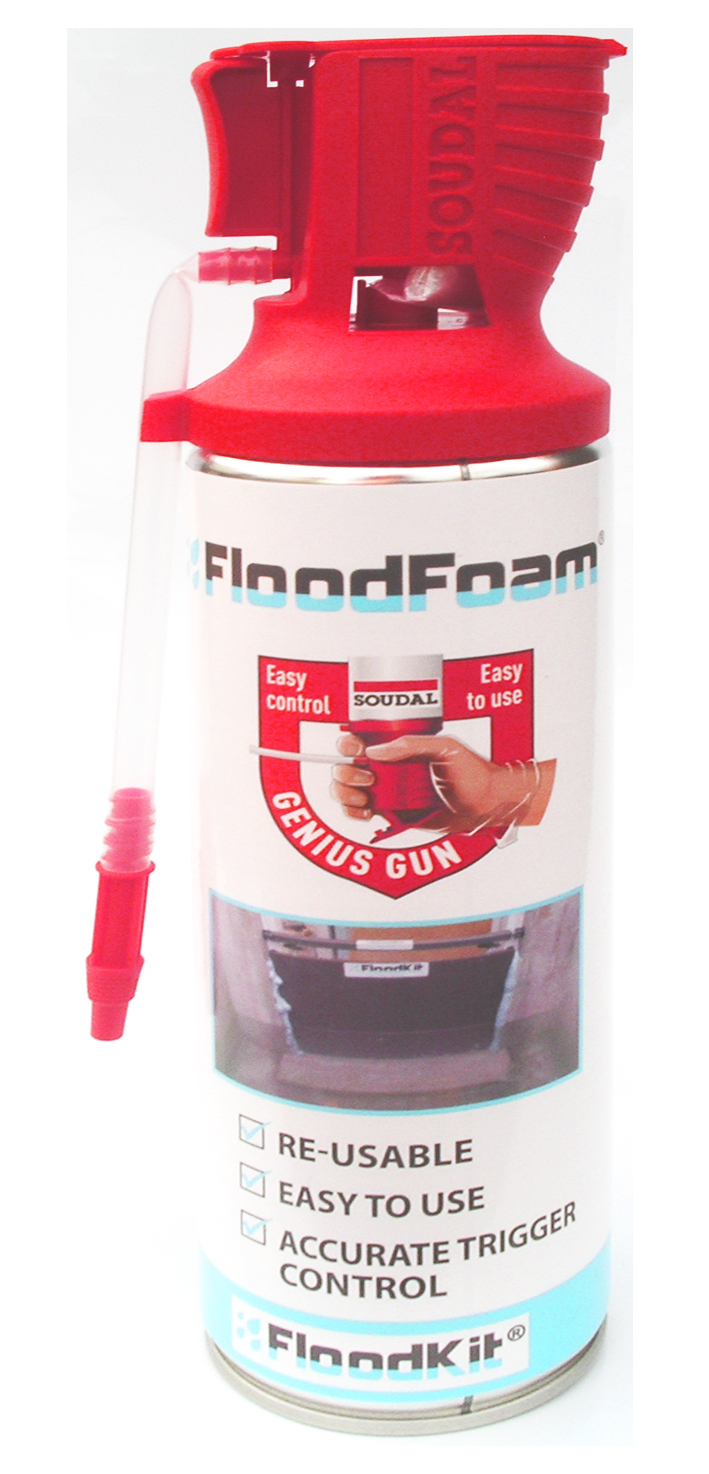 SOUDAL
FloodFoam®
Easy control
Easy to use
SOUDAL
GENIUS GUN
FloodKit
RE-USABLE
EASY TO USE
ACCURATE TRIGGER
CONTROL
FloodKit®